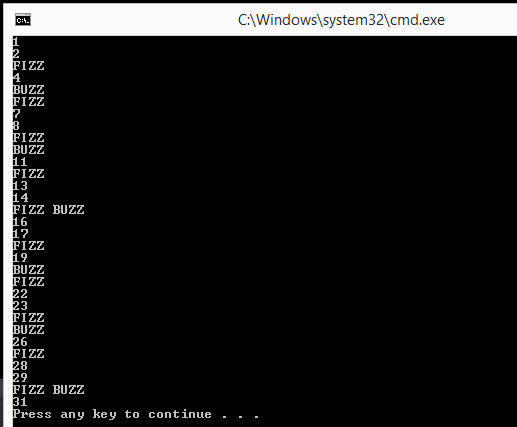 C:\Windows\system32\cmd.exe
1
2
FIZZ
4
BUZZ
FIZZ
7
8
FIZZ
BUZZ
11
FIZZ
13
14
FIZZ BUZZ
16
17
FIZZ
19
BUZZ
FIZZ
22
23
FIZZ
BUZZ
26
FIZZ
28
29
FIZZ BUZZ
31
Press any key to continue . . .